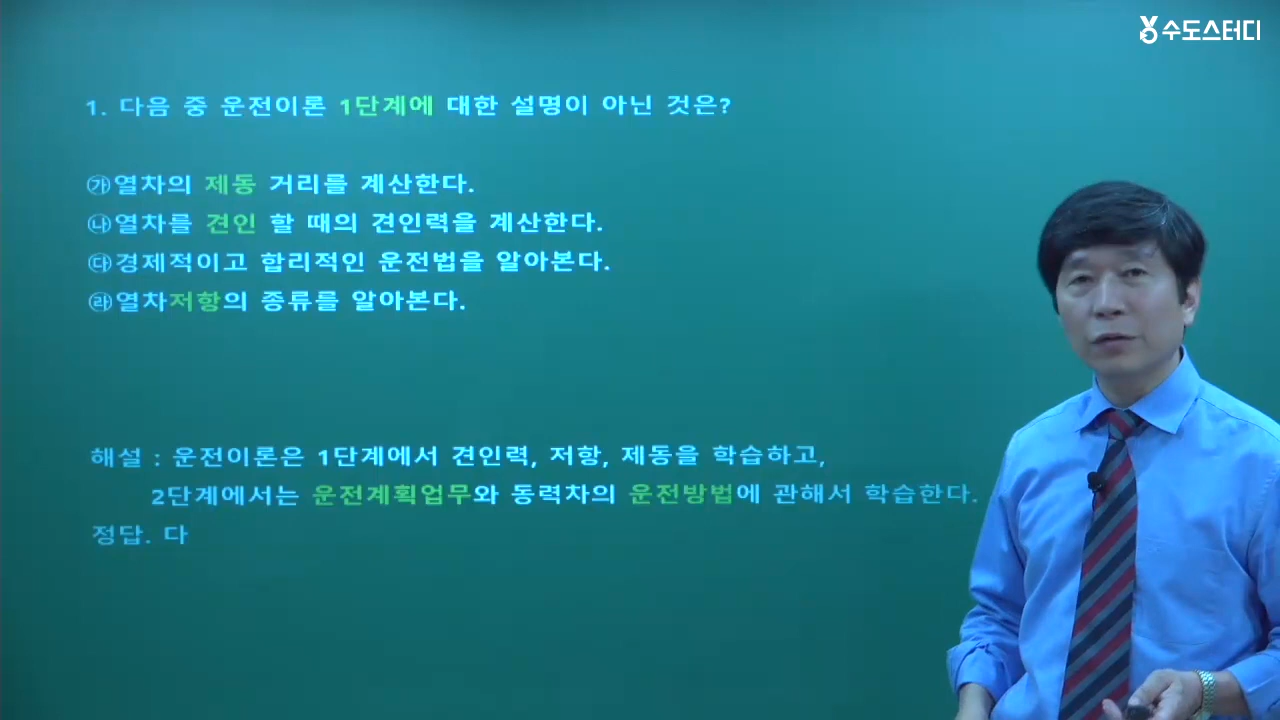 수도스터디
1. 다음 중 운전이론 1단계에 대한 설명이 아닌 것은?
㉮열차의 제동 거리를 계산한다.
㉯열차를 견인 할 때의 견인력을 계산한다.
㉰경제적이고 합리적인 운전법을 알아본다.
㉱열차저항의 종류를 알아본다.
해설 : 운전이론은 1단계에서 견인력, 저항, 제동을 학습하고,
2단계에서는 운전계획업무와 동력차의 운전방법에 관해서 학습한다.
정답. 다